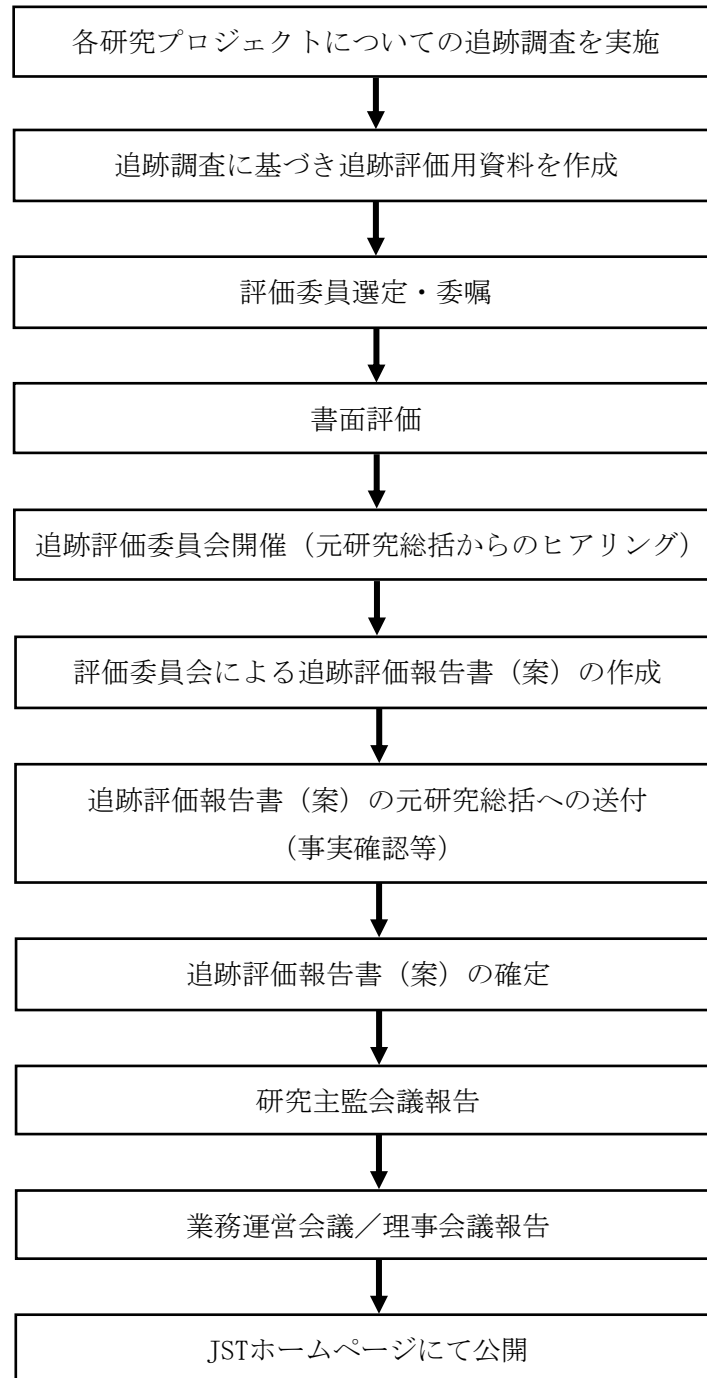 各研究プロジェクトについての追跡調査を実施
追跡調査に基づき追跡評価用資料を作成
評価委員選定・委嘱
書面評価
追跡評価委員会開催（元研究総括からのヒアリング）
評価委員会による追跡評価報告書（案）の作成
追跡評価報告書（案）の元研究総括への送付
（事実確認等）
追跡評価報告書（案）の確定
研究主監会議報告
業務運営会議／理事会議報告
JSTホームページにて公開